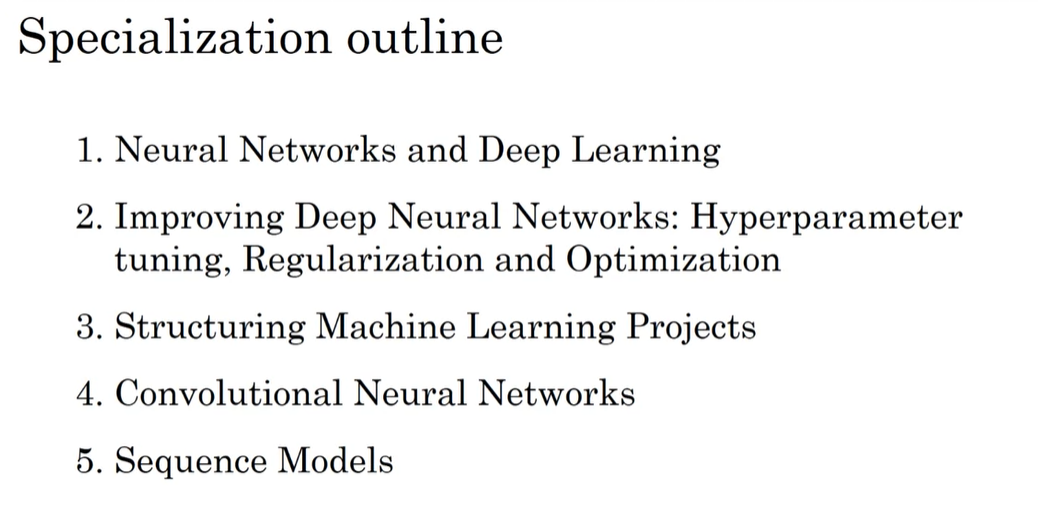 Specialization outline
1. Neural Networks and Deep Learning
2. Improving Deep Neural Networks: Hyperparameter
tuning, Regularization and Optimization
3. Structuring Machine Learning Projects
4. Convolutional Neural Networks
5. Sequence Models